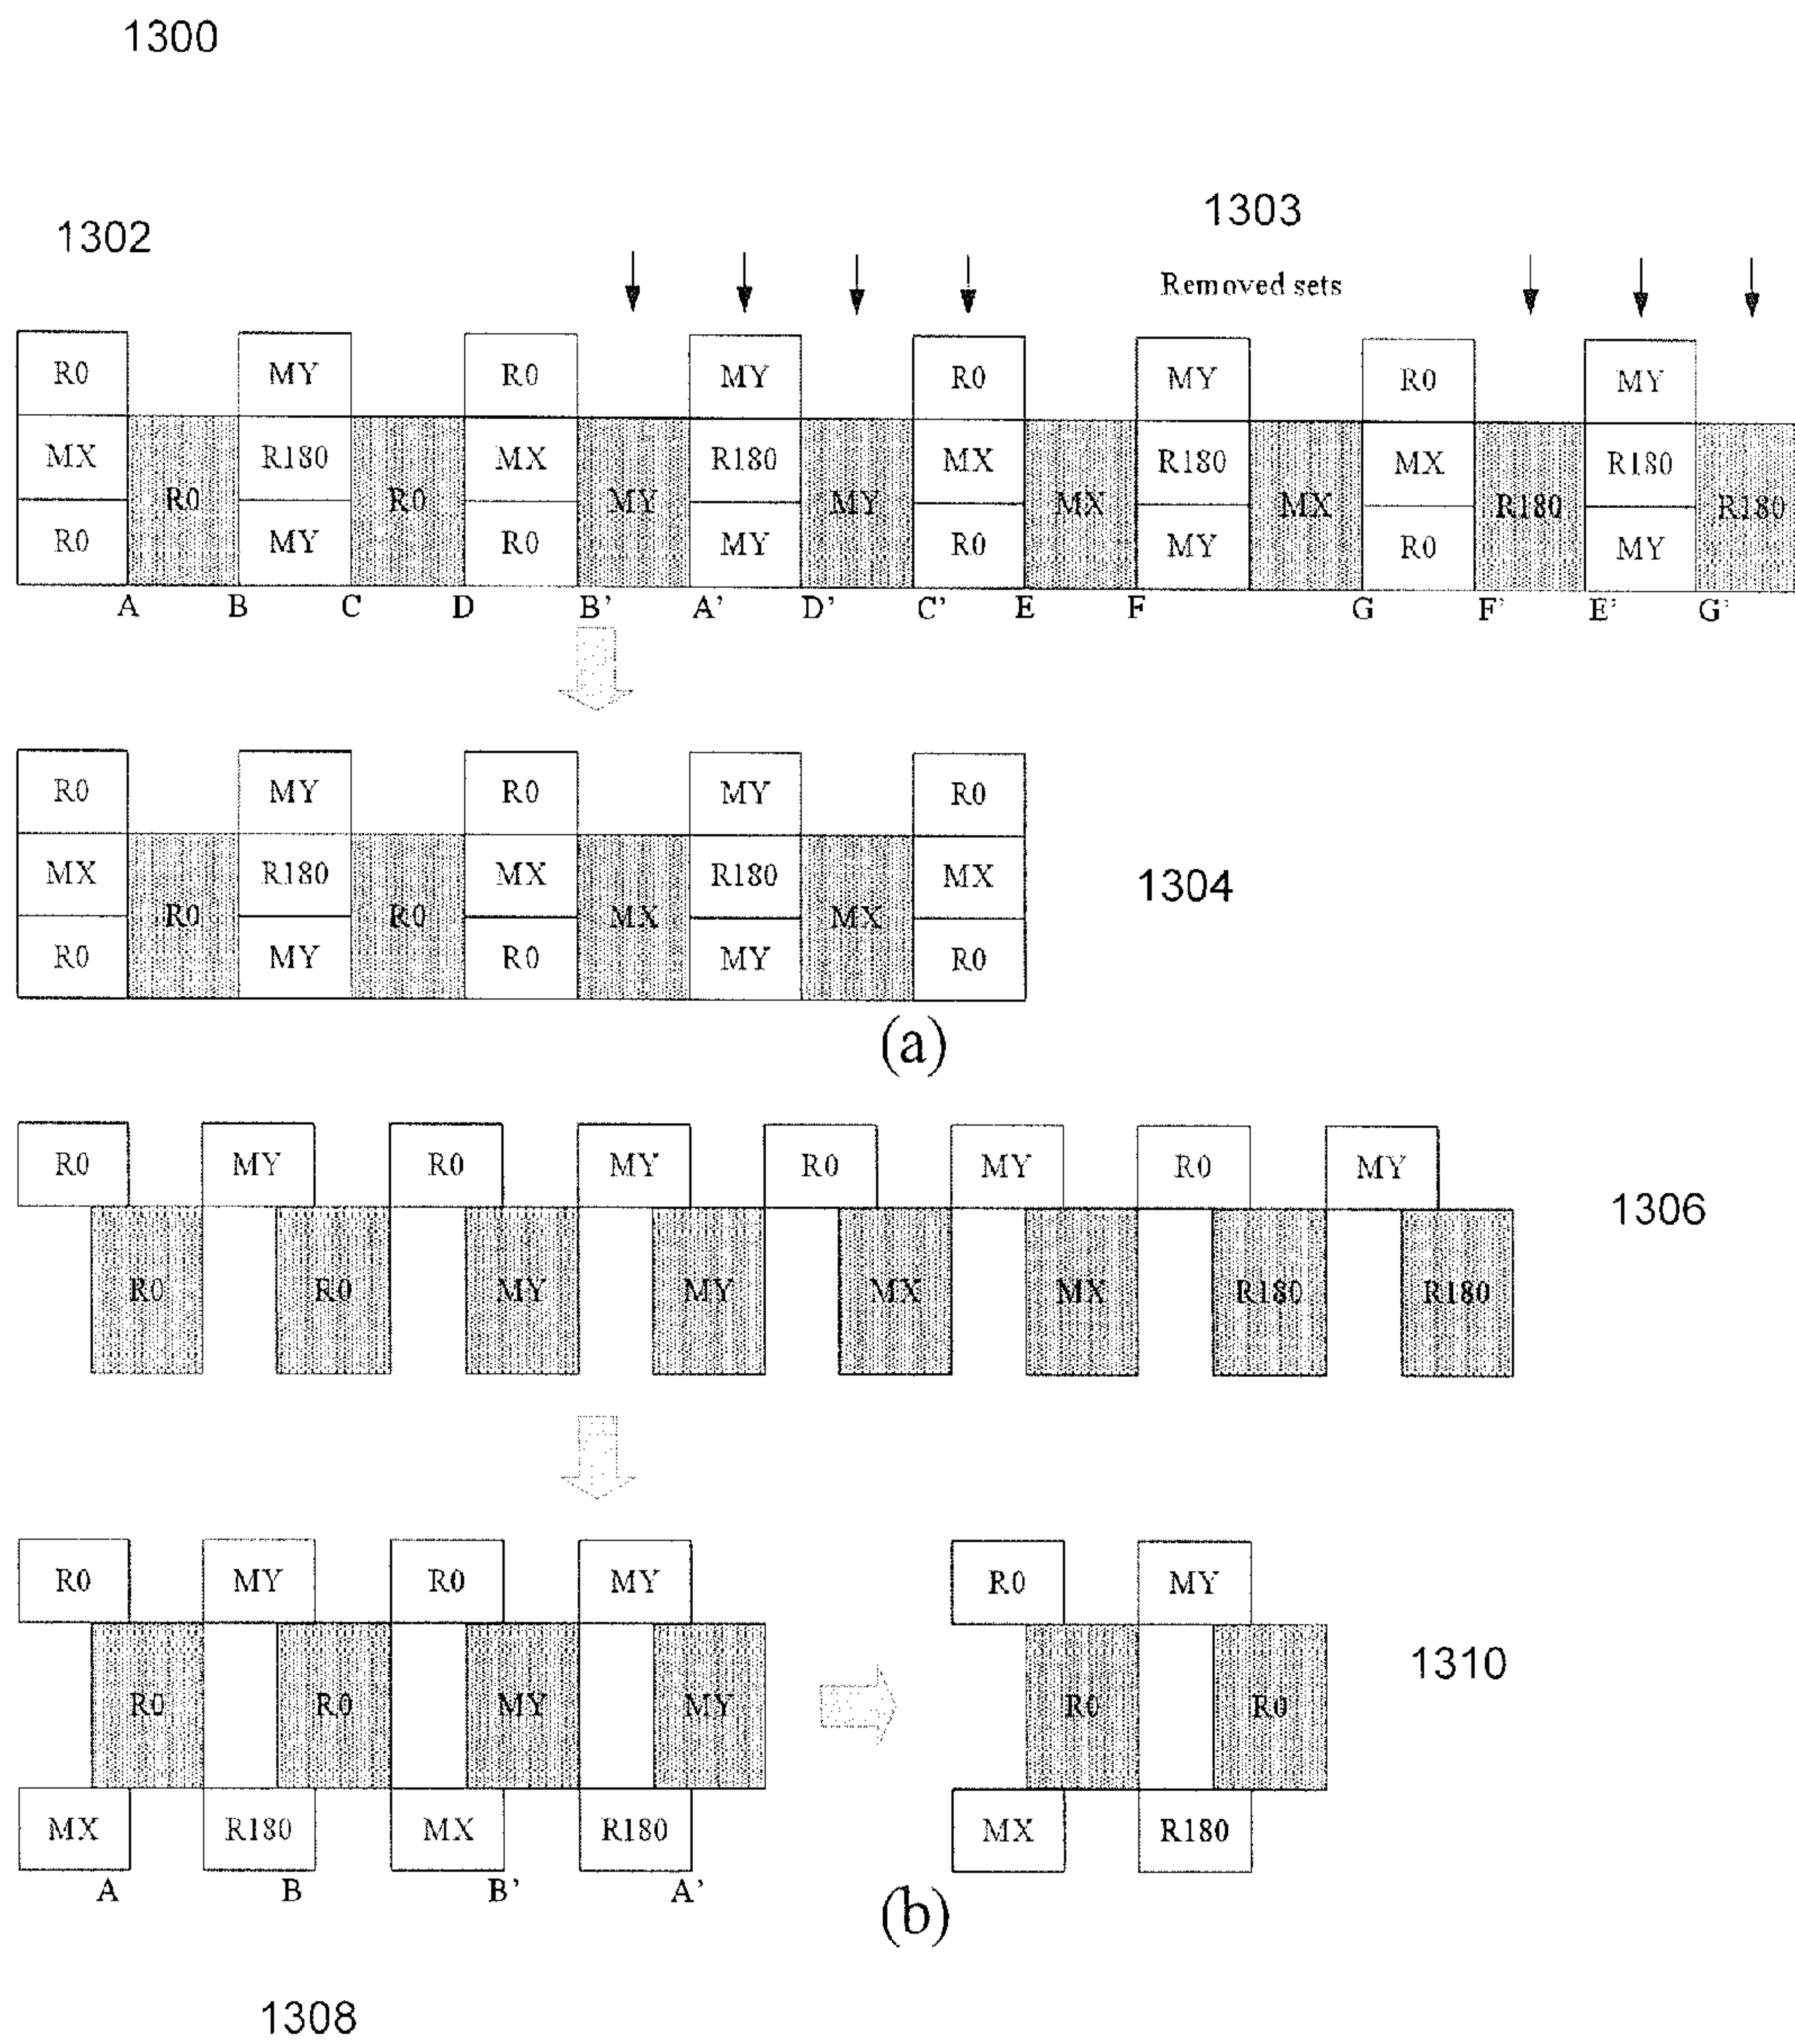 1300
1302
1303
Removed sets
R0 MY R0 MY R0 MY R0 MY
MX R180 MX R180 MX R180 MX R180
R0 R0 MY MY MX MX R180 R180
R0 MY R0 MY R0 MY R0 MY
A B C D B' A' D' C' E F G F' E' G'
R0 MY R0 MY R0
MX R180 MX R180 MX
1304
R0 R0 MX MX
R0 MY R0 MY R0
(a)
R0 MY R0 MY R0 MY R0 MY
1306
R0 R0 MY MY MX MX R180 R180
R0 MY R0 MY R0 MY
1310
R0 R0 MY MY R0 R0
MX R180 MX R180 MX R180
A B B' A'
(b)
1308